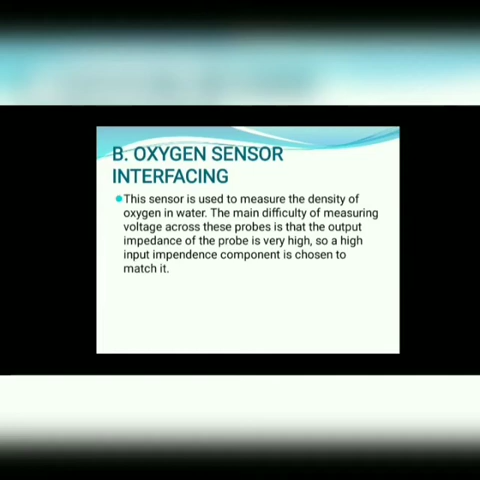 B. OXYGEN SENSOR
INTERFACING
This sensor is used to measure the density of
oxygen in water. The main difficulty of measuring
voltage across these probes is that the output
impedance of the probe is very high, so a high
input impendence component is chosen to
match it.